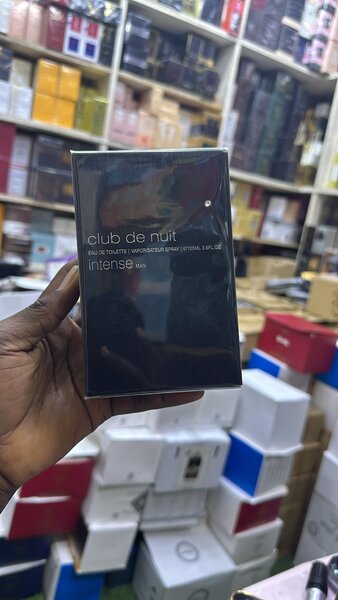 club de nuit
EAU DE TOILETTE | VAPORISATEUR SPRAY | ℮105ML 3.6FL.OZ
intense MAN